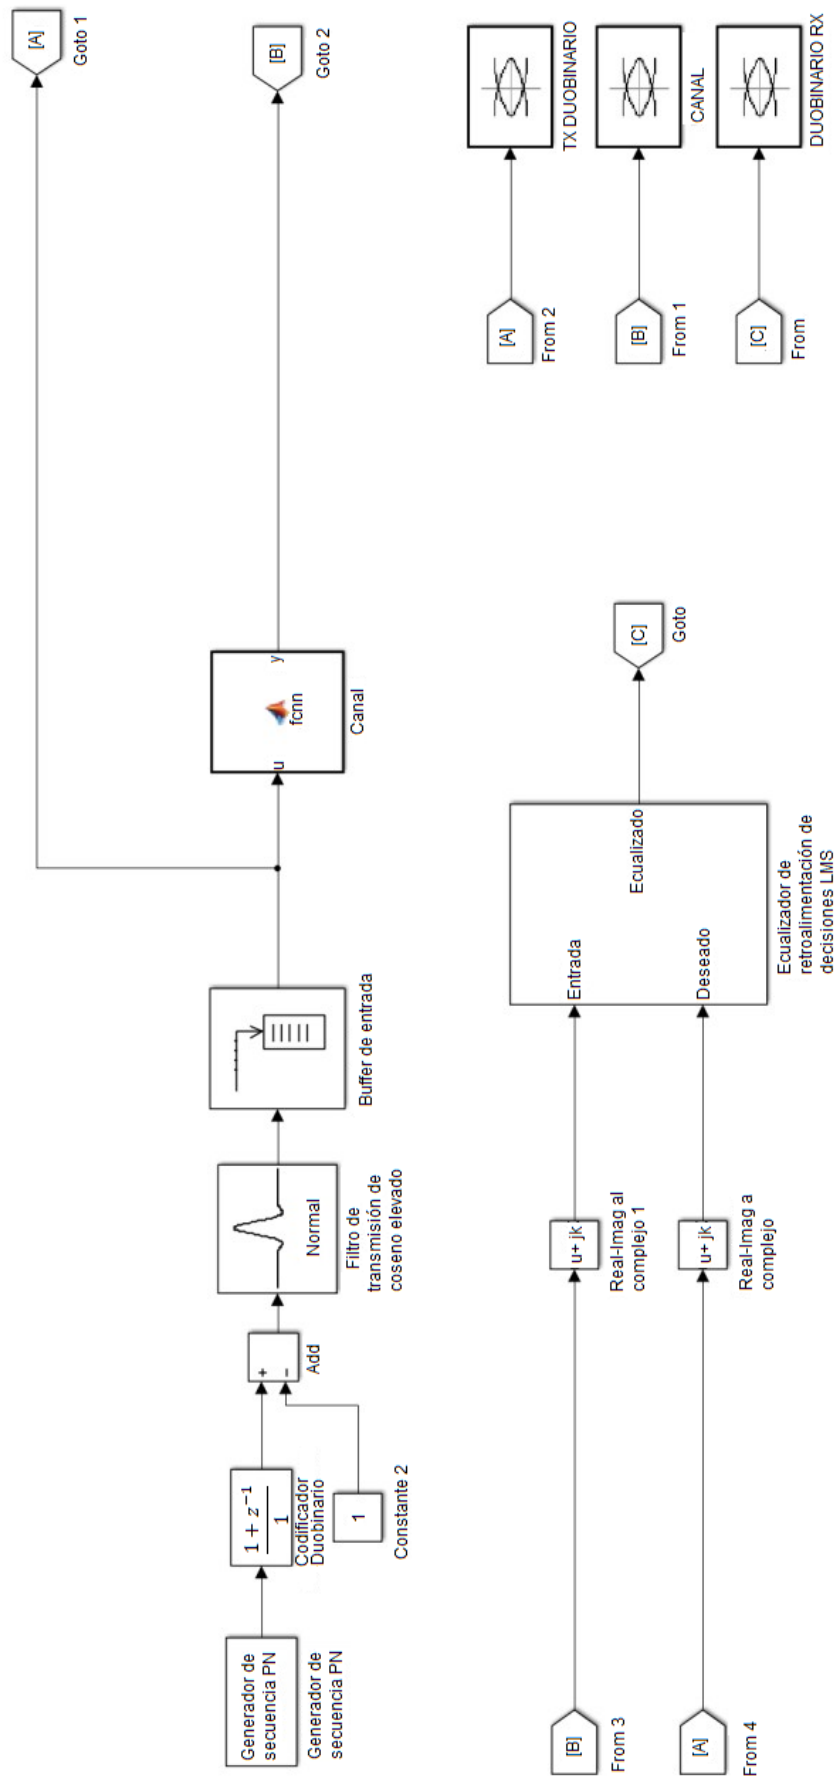 Generador de
secuencia PN
Generador de
secuencia PN
1 + z⁻¹
1
Codificador
Duobinario
1
Constante 2
+
−
Add
Normal
Filtro de
transmisión de
coseno elevado
Buffer de entrada
u
fcnn
y
Canal
[A]
Goto 1
[B]
Goto 2
[B]
From 3
[A]
From 4
u+ jk
Real-Imag al
complejo 1
u+ jk
Real-Imag a
complejo
Entrada
Deseado
Ecualizado
Ecualizador de
retroalimentación de
decisiones LMS
[C]
Goto
[A]
From 2
TX DUOBINARIO
[B]
From 1
CANAL
[C]
From
DUOBINARIO RX